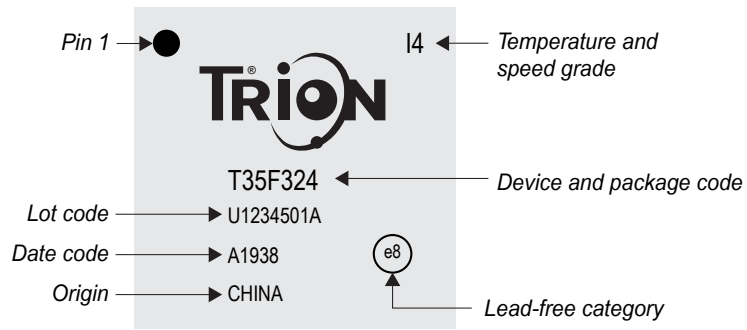 Pin 1
I4
Temperature and
speed grade
TRION®
T35F324
Device and package code
Lot code
U1234501A
Date code
A1938
e8
Origin
CHINA
Lead-free category